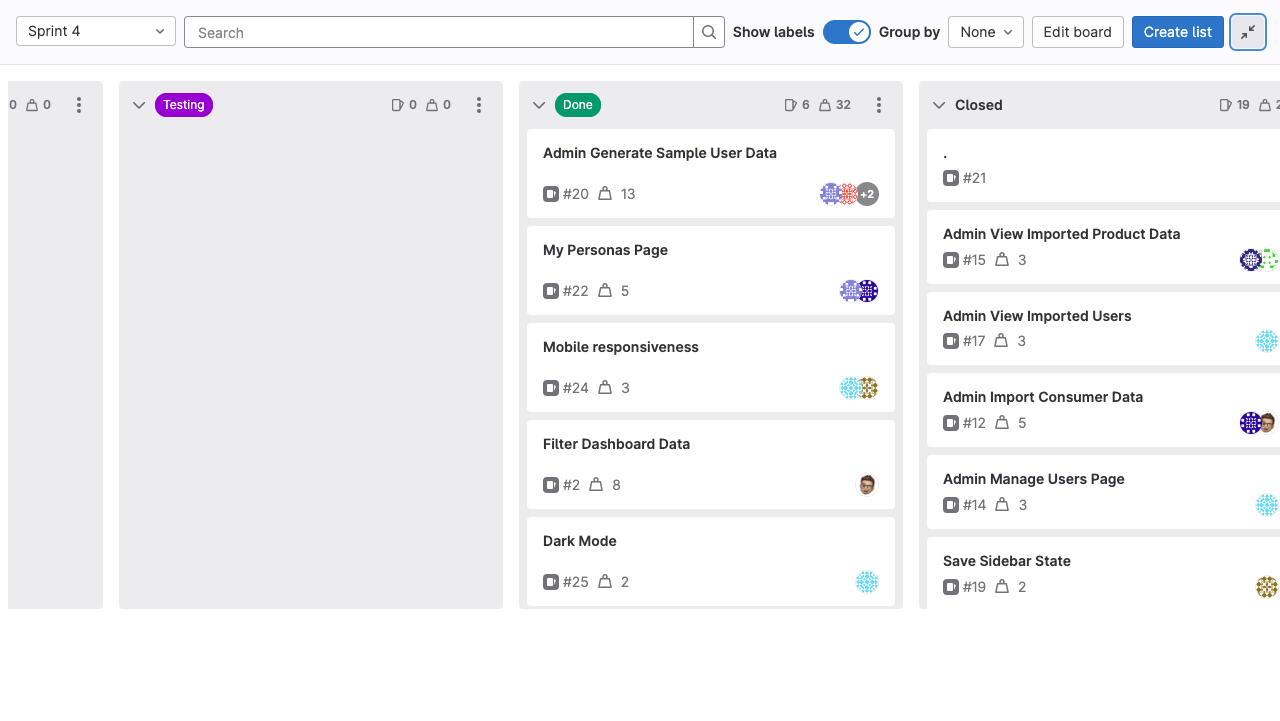 Sprint 4
Search
Show labels
Group by
None
Edit board
Create list
0 0
Testing
0 0
Done
6 32
Closed
19
Admin Generate Sample User Data
#20 13
+2
My Personas Page
#22 5
Mobile responsiveness
#24 3
Filter Dashboard Data
#2 8
Dark Mode
#25 2
.
#21
Admin View Imported Product Data
#15 3
Admin View Imported Users
#17 3
Admin Import Consumer Data
#12 5
Admin Manage Users Page
#14 3
Save Sidebar State
#19 2